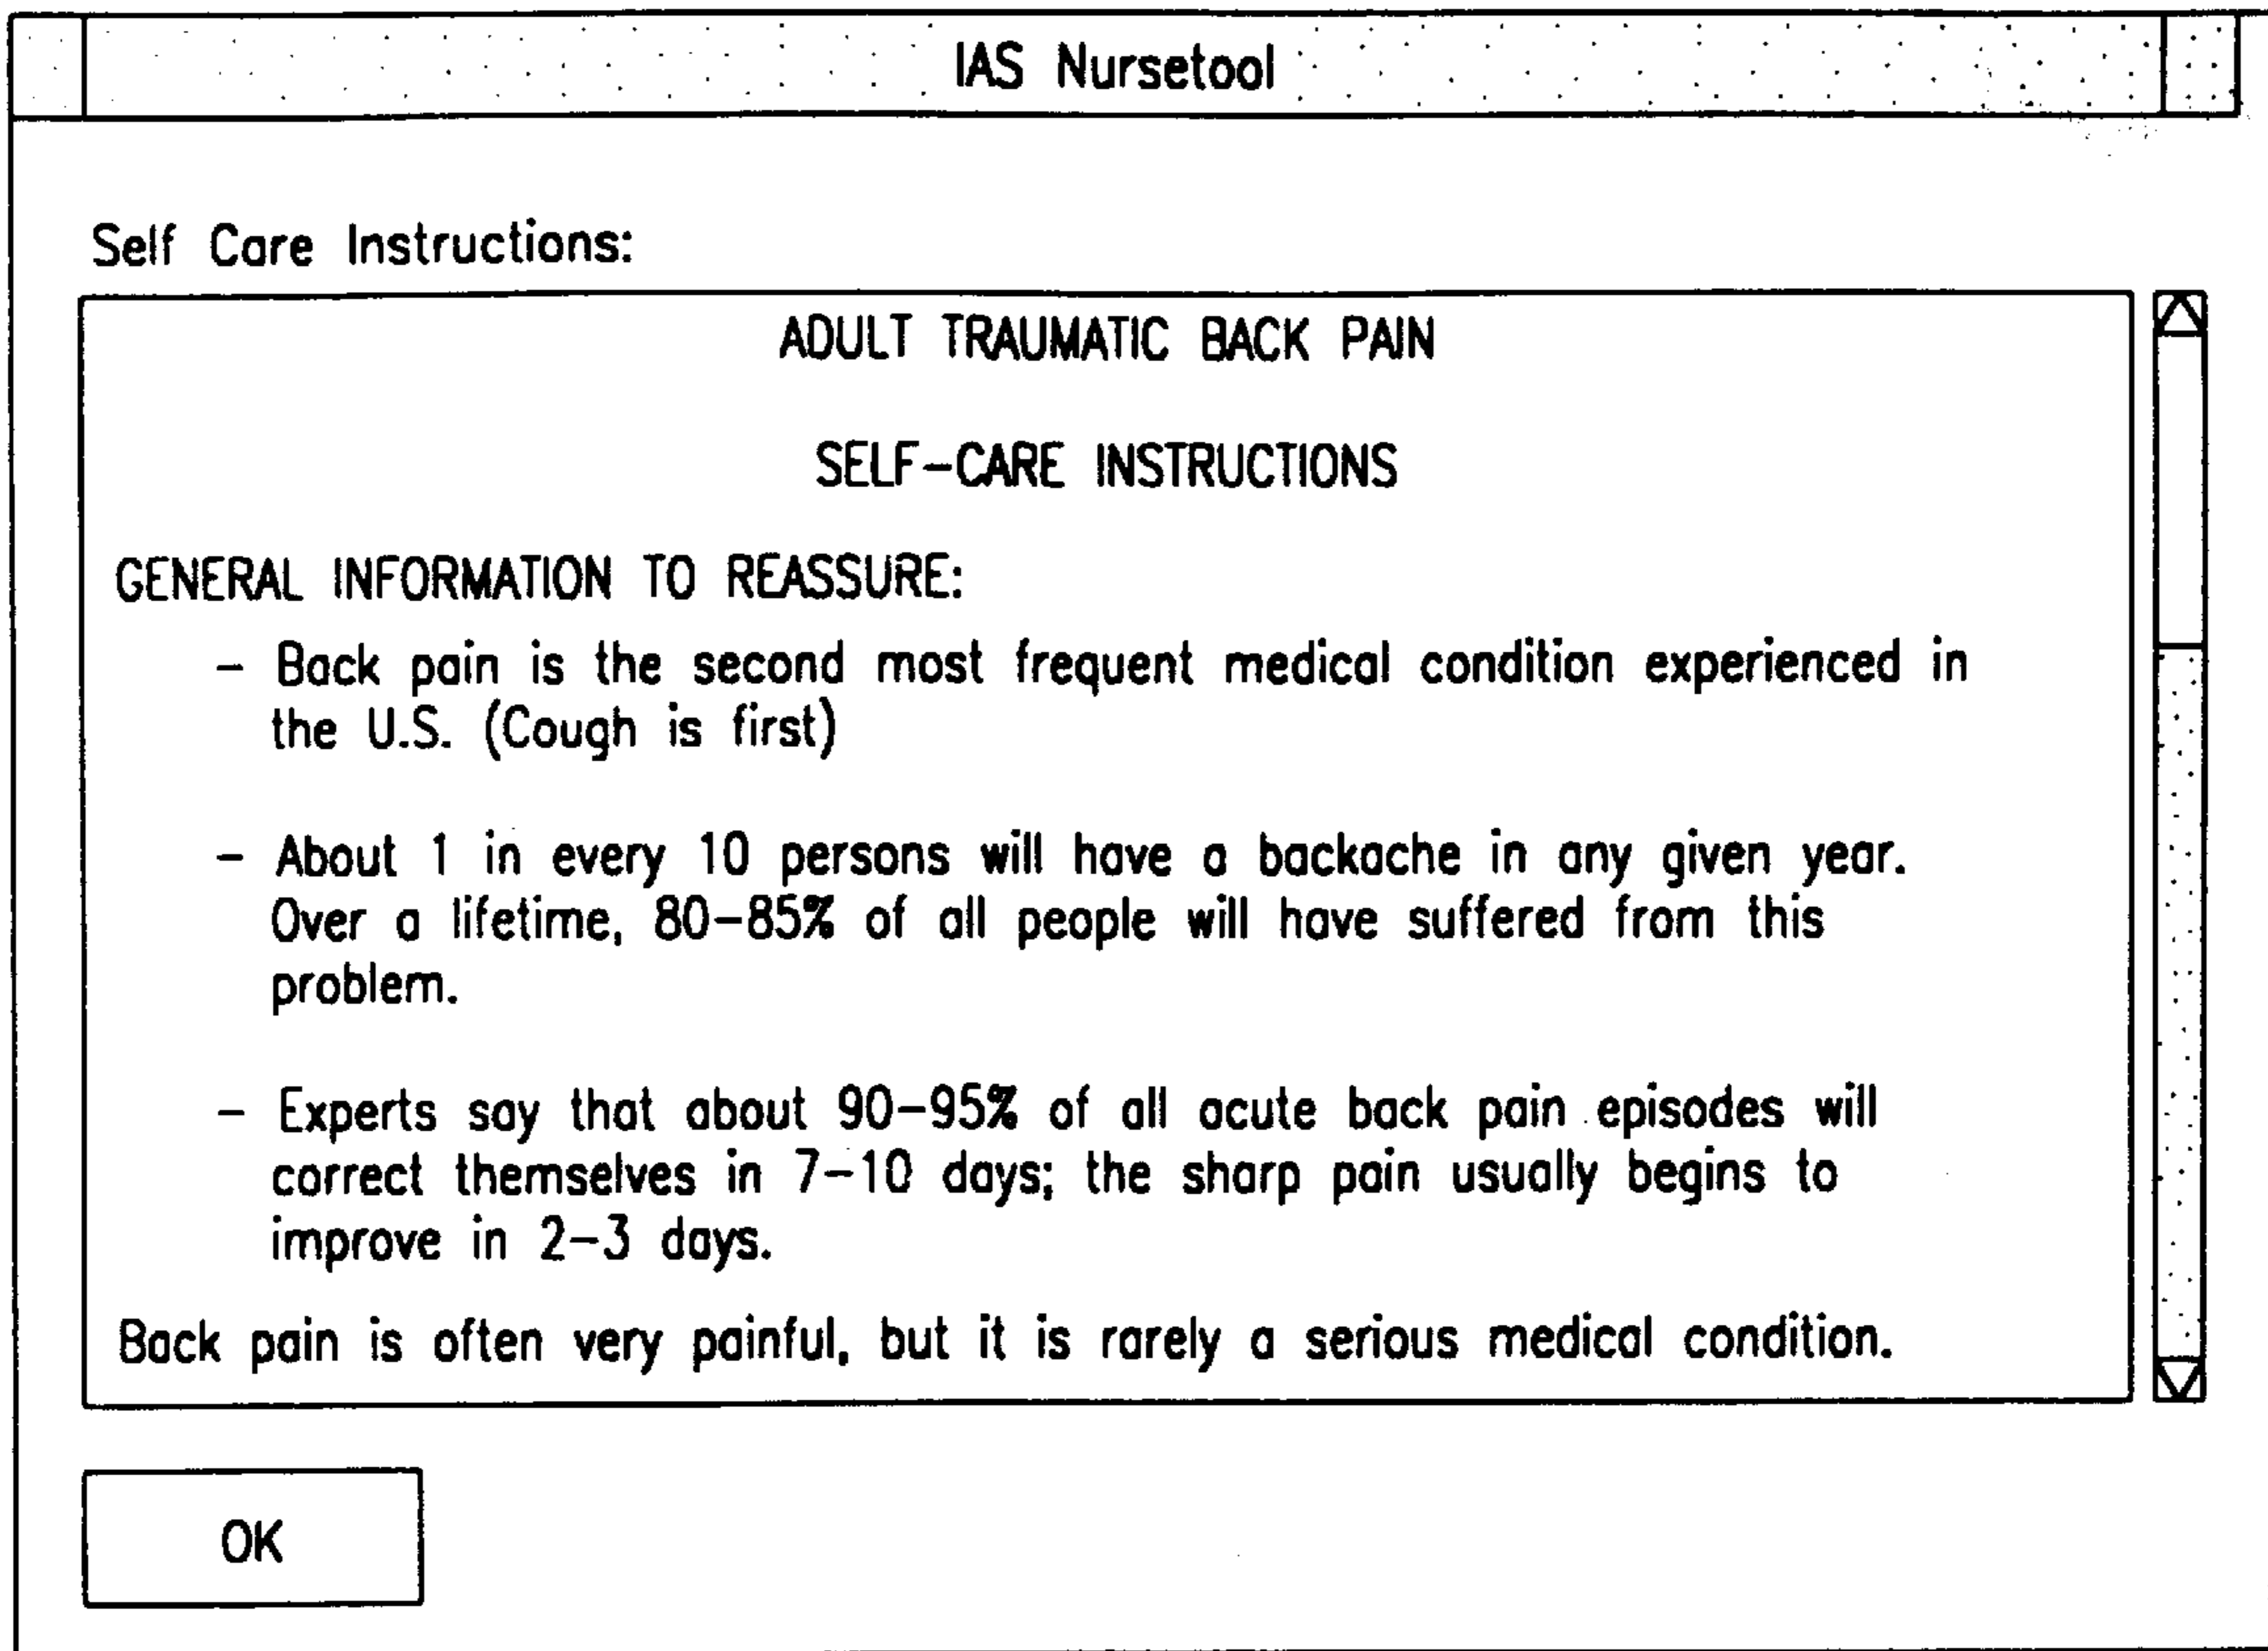 IAS Nursetool
Self Care Instructions:
ADULT TRAUMATIC BACK PAIN
SELF-CARE INSTRUCTIONS
GENERAL INFORMATION TO REASSURE:
- Back pain is the second most frequent medical condition experienced in
the U.S. (Cough is first)
- About 1 in every 10 persons will have a backache in any given year.
Over a lifetime, 80-85% of all people will have suffered from this
problem.
- Experts say that about 90-95% of all acute back pain episodes will
correct themselves in 7-10 days; the sharp pain usually begins to
improve in 2-3 days.
Back pain is often very painful, but it is rarely a serious medical condition.
OK